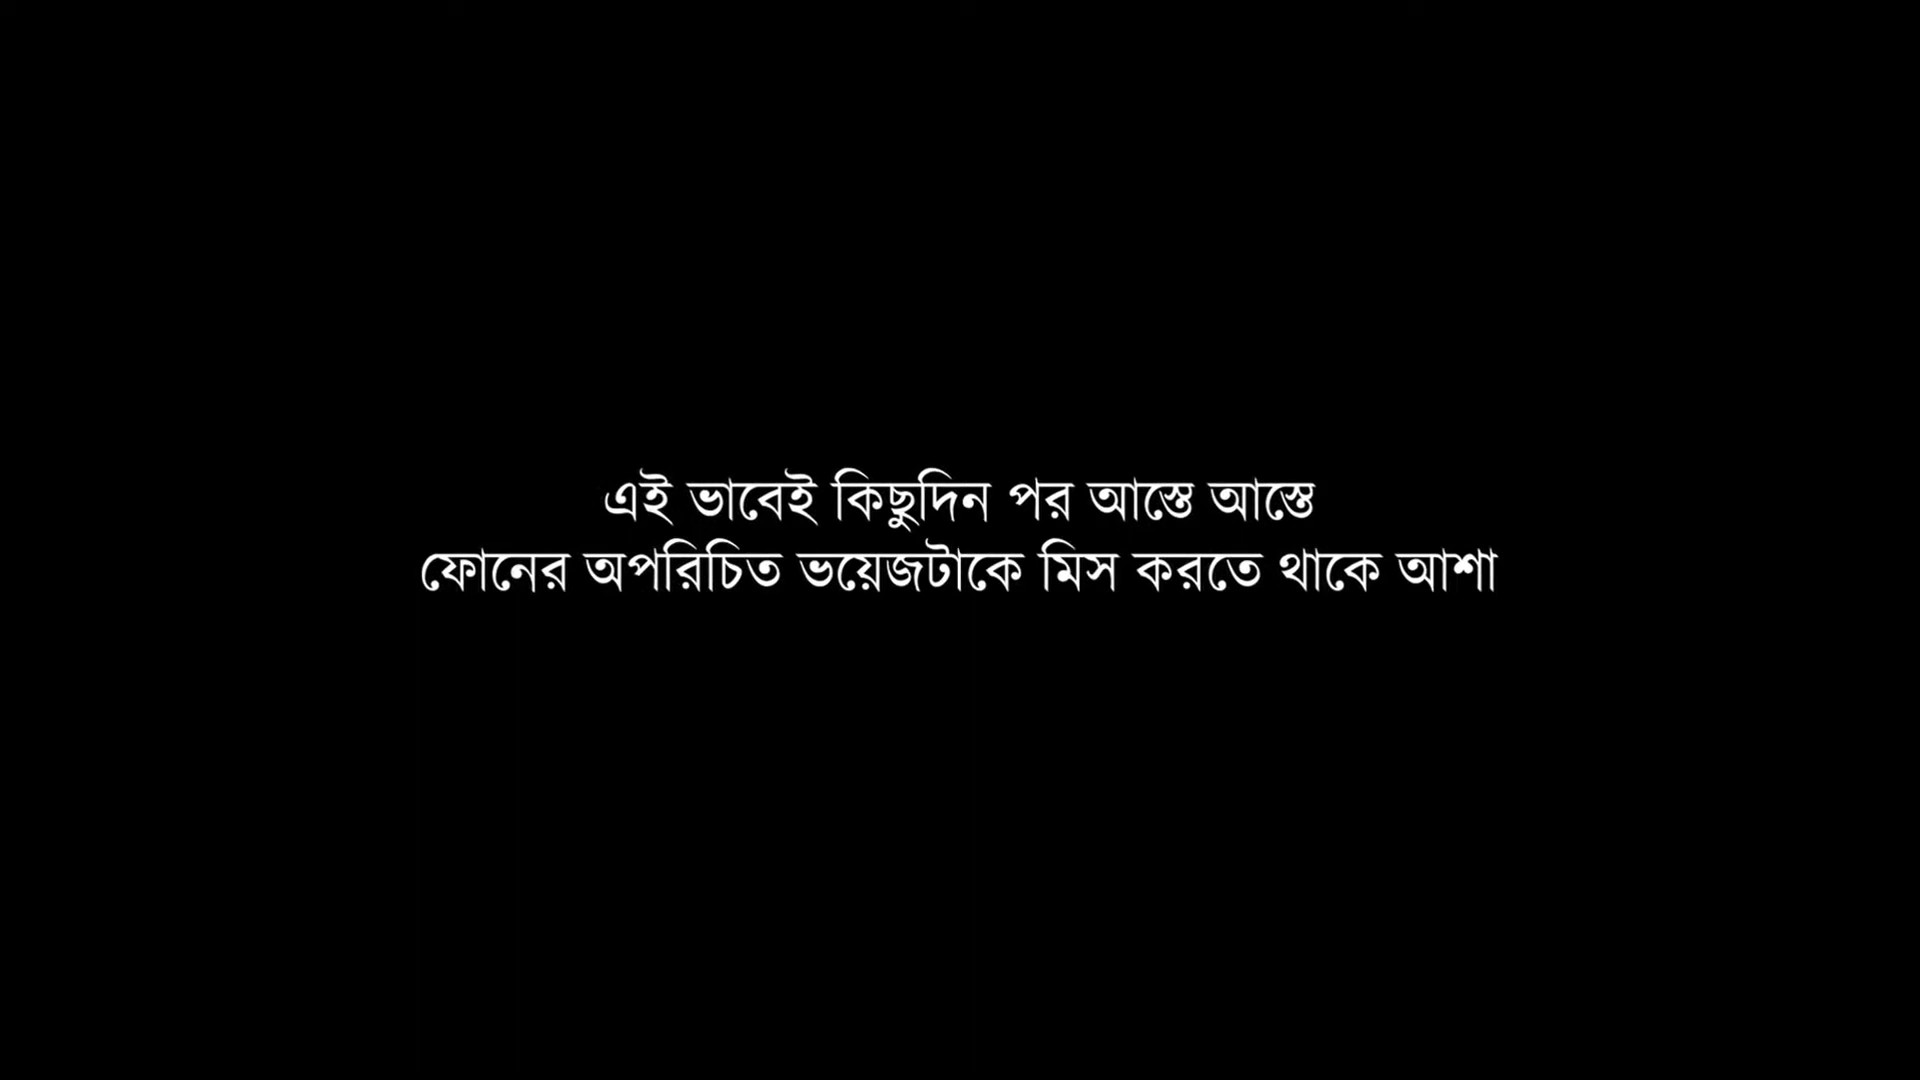 এই ভাবেই কিছুদিন পর আস্তে আস্তে
ফোনের অপরিচিত ভয়েজটাকে মিস করতে থাকে আশা